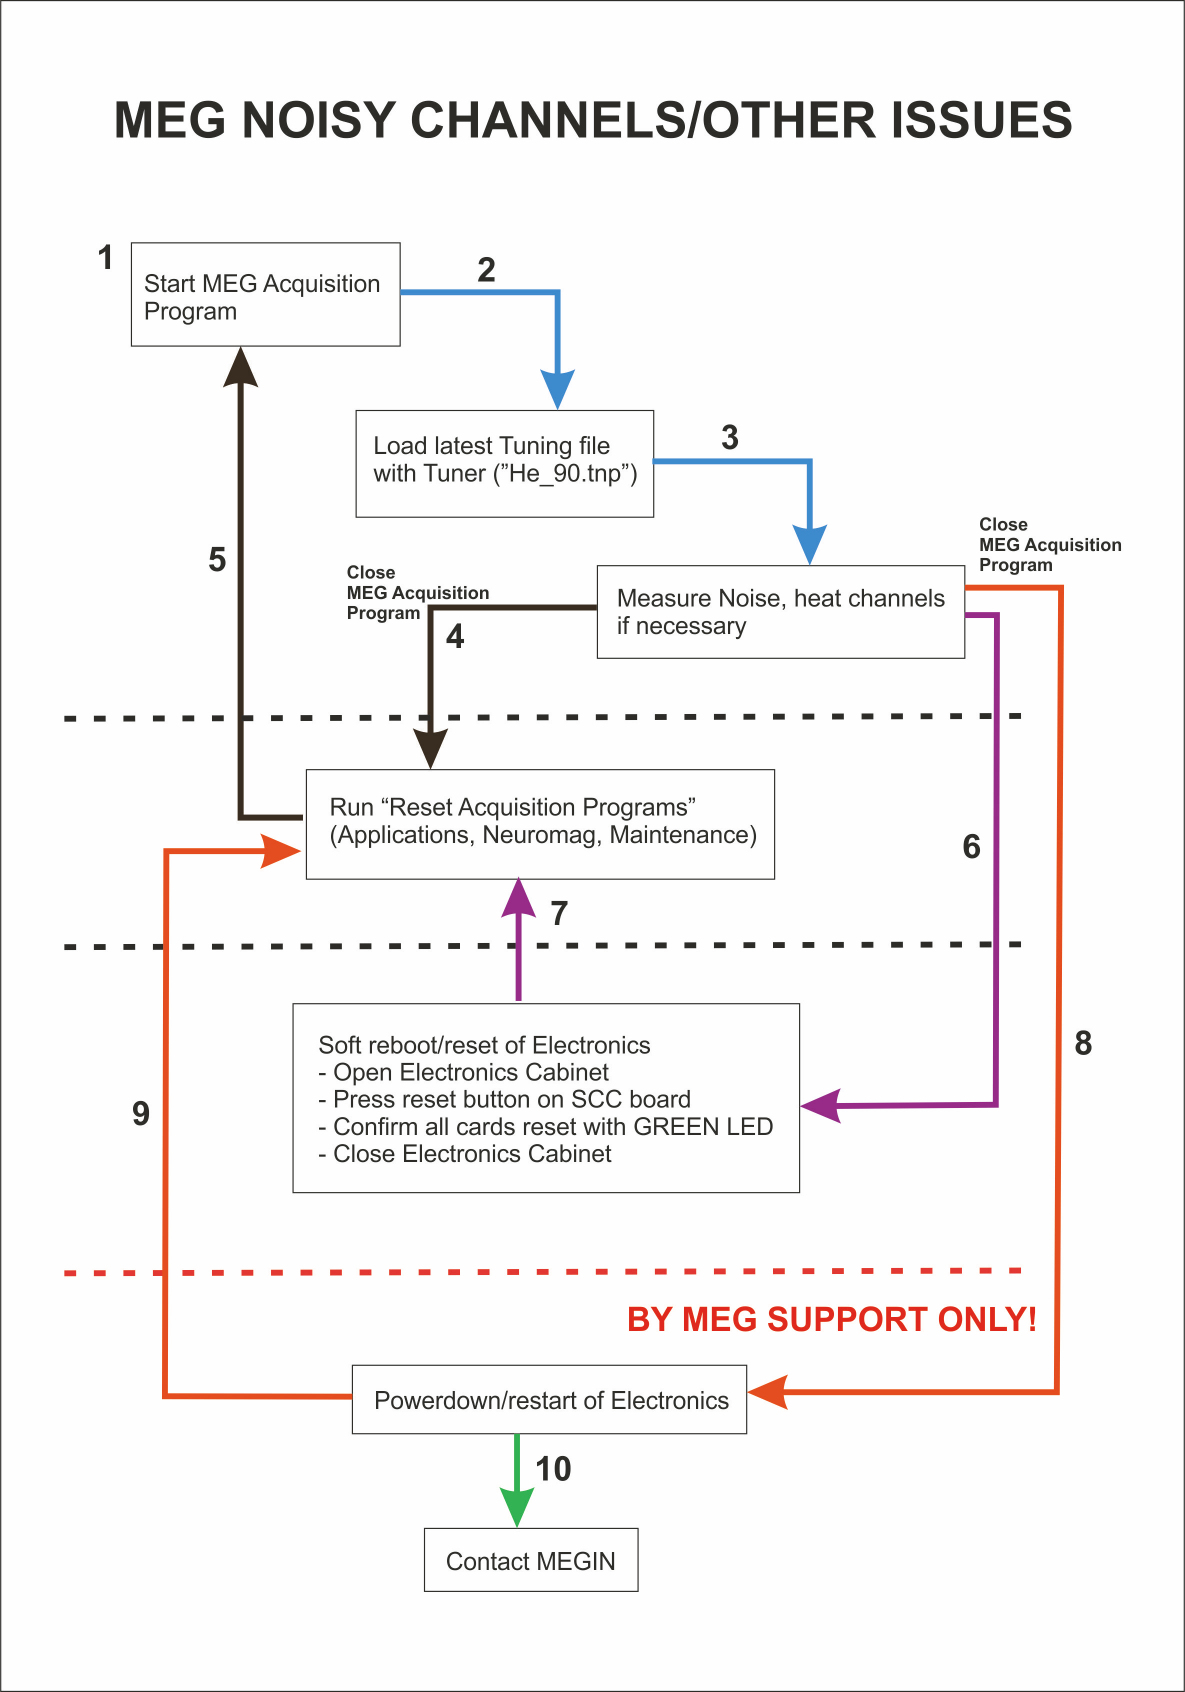 MEG NOISY CHANNELS/OTHER ISSUES
1
Start MEG Acquisition
Program
2
Load latest Tuning file
with Tuner (”He_90.tnp”)
3
Close
MEG Acquisition
Program
Measure Noise, heat channels
if necessary
Close
MEG Acquisition
Program
4
5
Run “Reset Acquisition Programs”
(Applications, Neuromag, Maintenance)
6
7
Soft reboot/reset of Electronics
- Open Electronics Cabinet
- Press reset button on SCC board
- Confirm all cards reset with GREEN LED
- Close Electronics Cabinet
8
9
BY MEG SUPPORT ONLY!
Powerdown/restart of Electronics
10
Contact MEGIN